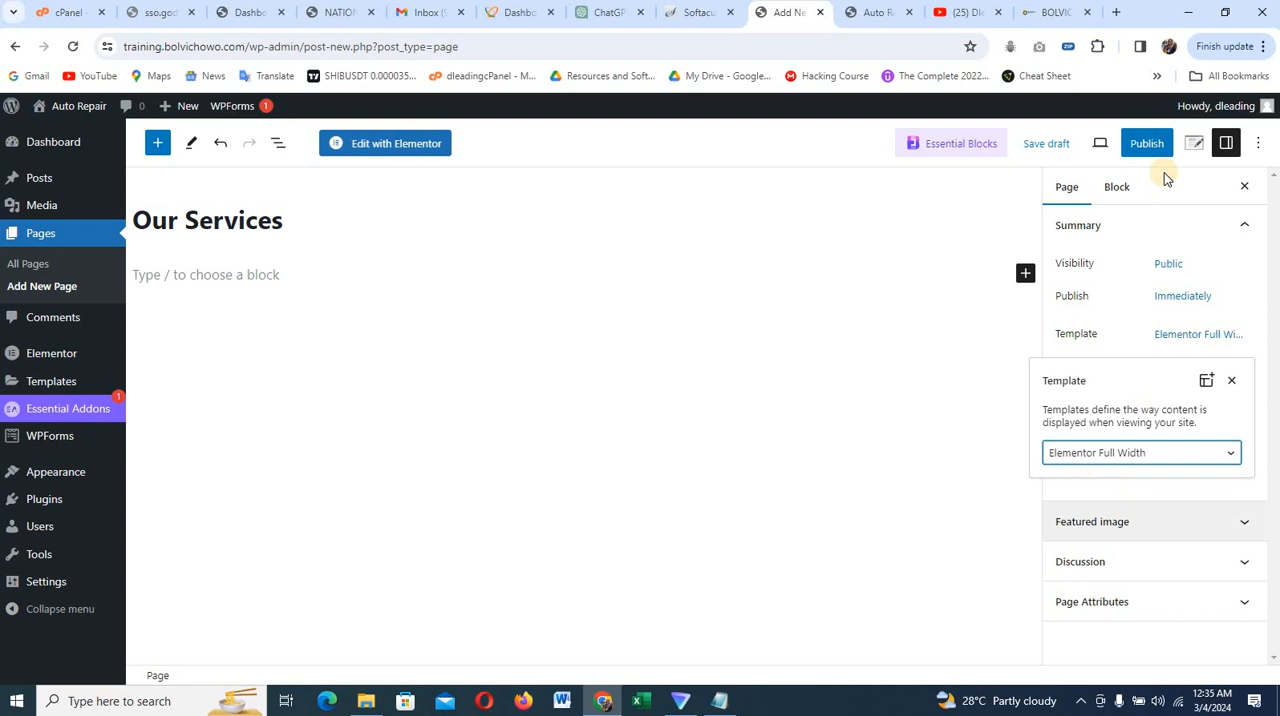 cPanel -
sso.god
Dashbo
NATION
Inbox (9
Dashbo
ChatGP
Softacu
Add Ne
Auto R
(25) Dle
BOLVIC
training.bolvichowo.com/wp-admin/post-new.php?post_type=page
Finish update
Gmail
YouTube
Maps
News
Translate
SHIBUSDT 0.000035...
dleadingcPanel - M...
Resources and Soft...
My Drive - Google...
Hacking Course
The Complete 2022...
Cheat Sheet
All Bookmarks
Auto Repair
0
New
WPForms
1
Howdy, dleading
Dashboard
Edit with Elementor
Essential Blocks
Save draft
Publish
Posts
Page
Block
Media
Our Services
Summary
Pages
All Pages
Visibility
Public
Type / to choose a block
Add New Page
Publish
Immediately
Comments
Template
Elementor Full Wi...
Elementor
Templates
Template
1
Essential Addons
Templates define the way content is
displayed when viewing your site.
WPForms
Elementor Full Width
Appearance
Plugins
Users
Featured image
Tools
Discussion
Settings
Collapse menu
Page Attributes
Page
Type here to search
28°C Partly cloudy
12:35 AM
3/4/2024